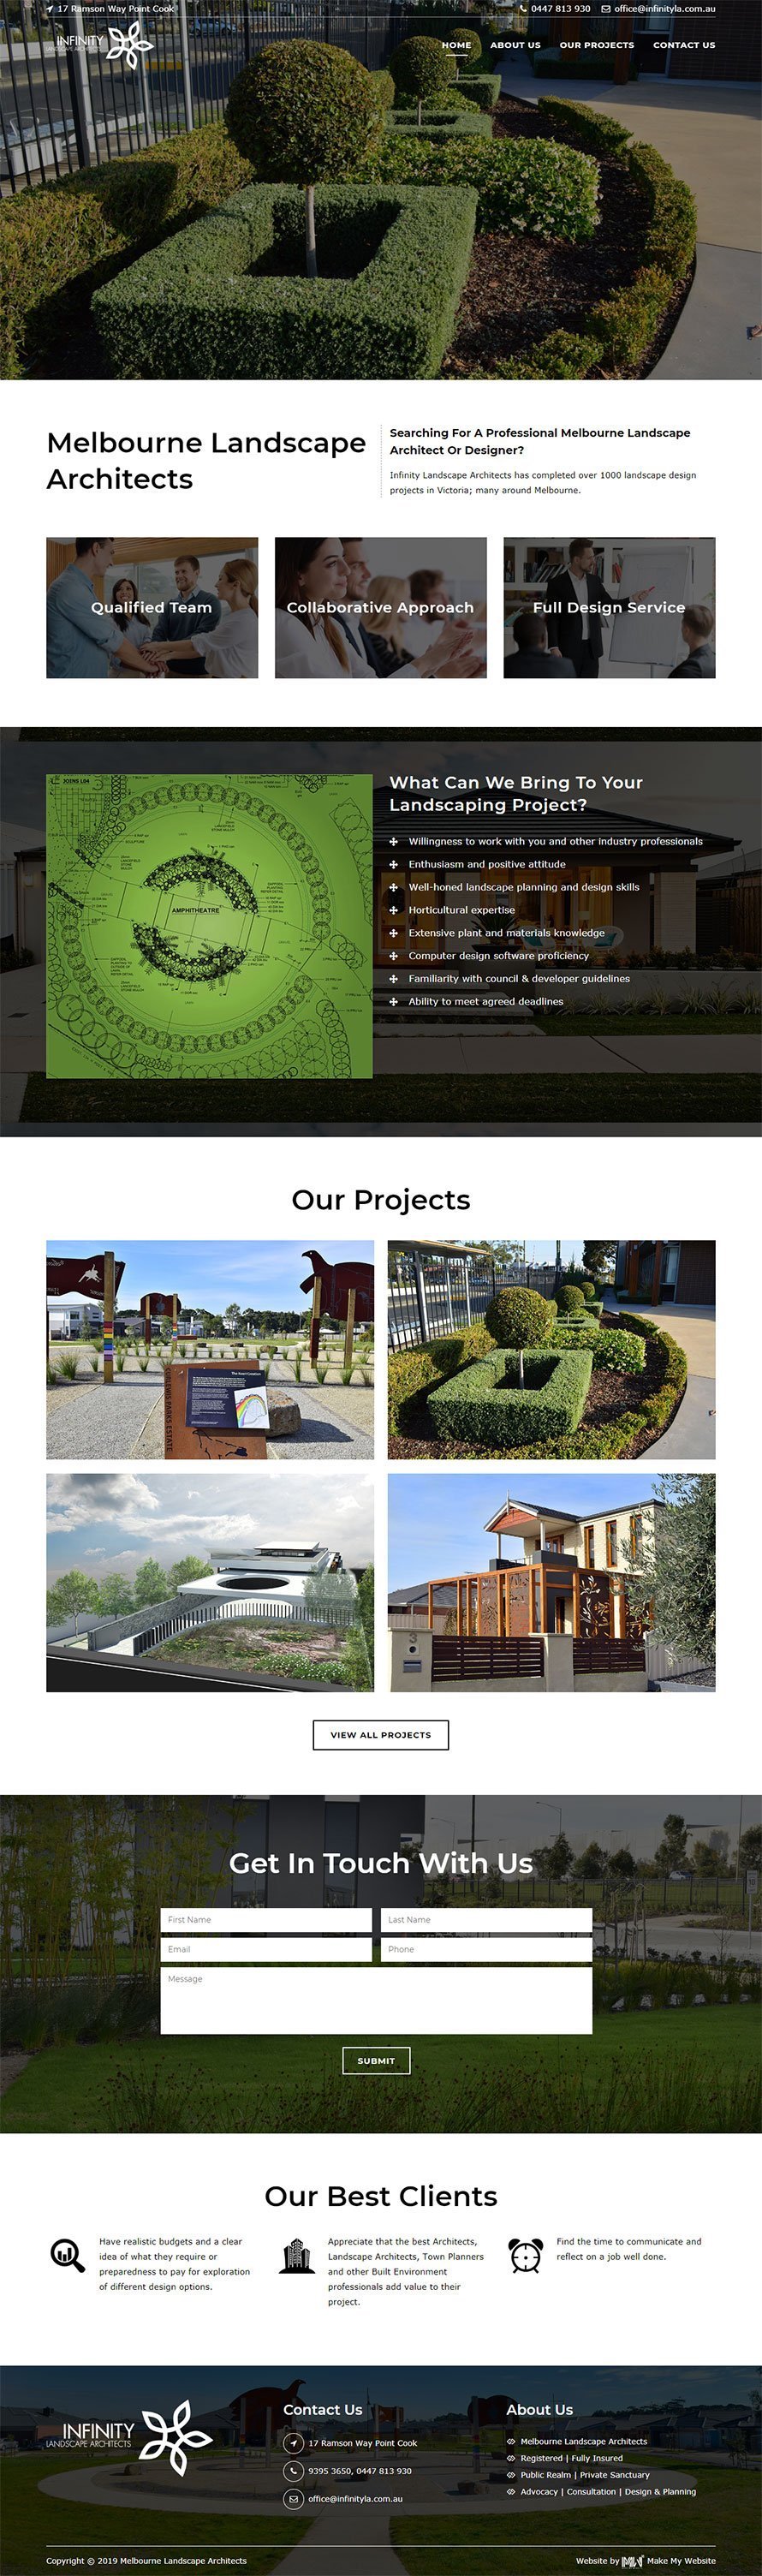 17 Ramson Way Point Cook
0447 813 930 office@infinityla.com.au
INFINITY
LANDSCAPE ARCHITECTS
HOME ABOUT US OUR PROJECTS CONTACT US
Melbourne Landscape
Architects
Searching For A Professional Melbourne Landscape
Architect Or Designer?
Infinity Landscape Architects has completed over 1000 landscape design
projects in Victoria; many around Melbourne.
Qualified Team
Collaborative Approach
Full Design Service
JOINS L04
AMPHITHEATRE
What Can We Bring To Your
Landscaping Project?
Willingness to work with you and other industry professionals
Enthusiasm and positive attitude
Well-honed landscape planning and design skills
Horticultural expertise
Extensive plant and materials knowledge
Computer design software proficiency
Familiarity with council & developer guidelines
Ability to meet agreed deadlines
Our Projects
3
VIEW ALL PROJECTS
Get In Touch With Us
First Name
Last Name
Email
Phone
Message
SUBMIT
Our Best Clients
Have realistic budgets and a clear
idea of what they require or
preparedness to pay for exploration
of different design options.
Appreciate that the best Architects,
Landscape Architects, Town Planners
and other Built Environment
professionals add value to their
project.
Find the time to communicate and
reflect on a job well done.
INFINITY
LANDSCAPE ARCHITECTS
Contact Us
17 Ramson Way Point Cook
9395 3650, 0447 813 930
office@infinityla.com.au
About Us
Melbourne Landscape Architects
Registered | Fully Insured
Public Realm | Private Sanctuary
Advocacy | Consultation | Design & Planning
Copyright © 2019 Melbourne Landscape Architects
Website by MMW Make My Website